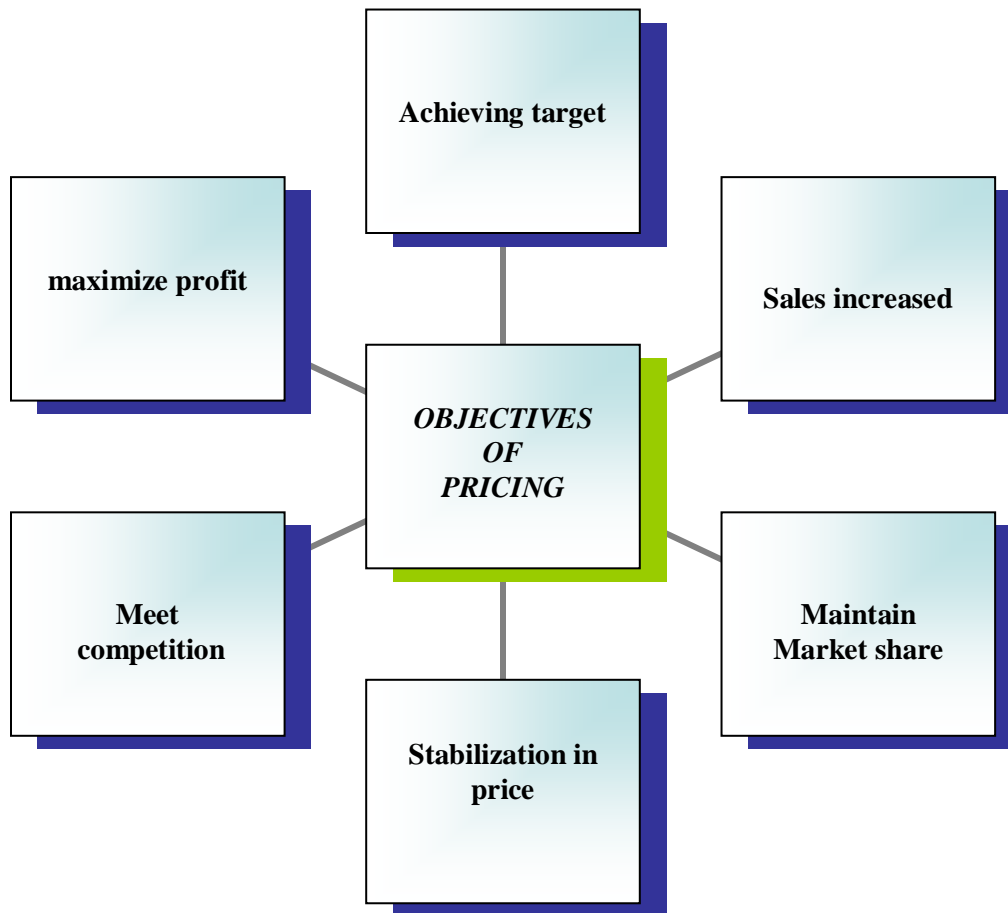 Achieving target
maximize profit
Sales increased
OBJECTIVES
OF
PRICING
Meet
competition
Maintain
Market share
Stabilization in
price